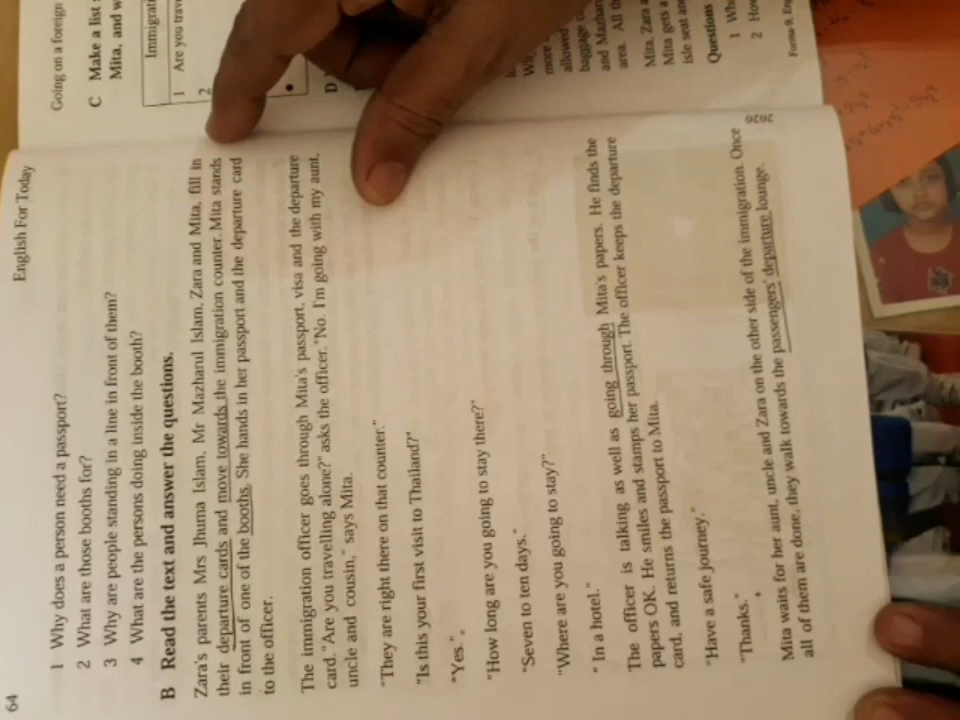 64
English For Today
1 Why does a person need a passport?
2 What are those booths for?
3 Why are people standing in a line in front of them?
4 What are the persons doing inside the booth?
B Read the text and answer the questions.
Zara's parents Mrs Jhuma Islam, Mr Mazharul Islam, Zara and Mita, fill in
their departure cards and move towards the immigration counter. Mita stands
in front of one of the booths. She hands in her passport and the departure card
to the officer.
The immigration officer goes through Mita's passport, visa and the departure
card. "Are you travelling alone?" asks the officer. "No. I'm going with my aunt,
uncle and cousin," says Mita.
"They are right there on that counter."
"Is this your first visit to Thailand?"
"Yes."
"How long are you going to stay there?"
"Seven to ten days."
"Where are you going to stay?"
" In a hotel."
The officer is talking as well as going through Mita's papers. He finds the
papers OK. He smiles and stamps her passport. The officer keeps the departure
card, and returns the passport to Mita.
"Have a safe journey."
"Thanks."
Mita waits for her aunt, uncle and Zara on the other side of the immigration. Once
all of them are done, they walk towards the passengers' departure lounge.
2020
Going on a foreign
C Make a list
Mita, and w
Immigrati
1 Are you trave
2
D
more
allowed
baggage
and Mazhar
area. All th
Mita, Zara a
Mita gets a
isle seat and
Questions
1 Who
2 How
Forma-9, En